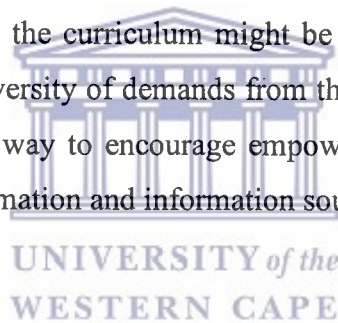 the curriculum might be
versity of demands from th
way to encourage empow
mation and information sou
UNIVERSITY of the
WESTERN CAPE